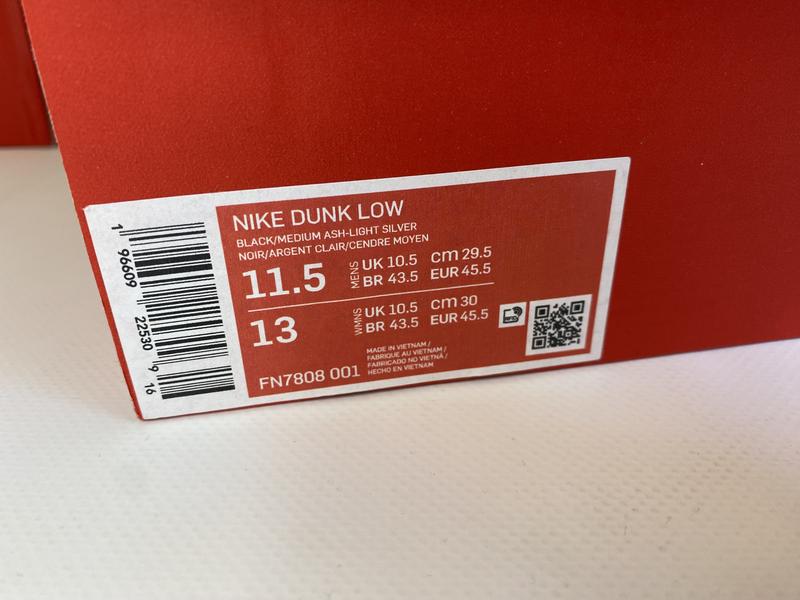 NIKE DUNK LOW
BLACK/MEDIUM ASH-LIGHT SILVER
NOIR/ARGENT CLAIR/CENDRE MOYEN
11.5 MENS UK 10.5 cm 29.5
BR 43.5 EUR 45.5
13 WMNS UK 10.5 cm 30
BR 43.5 EUR 45.5
MADE IN VIETNAM /
FABRIQUE AU VIETNAM /
FABRICADO NO VIETNÃ /
HECHO EN VIETNAM
FN7808 001
1 96609 22530 9 16